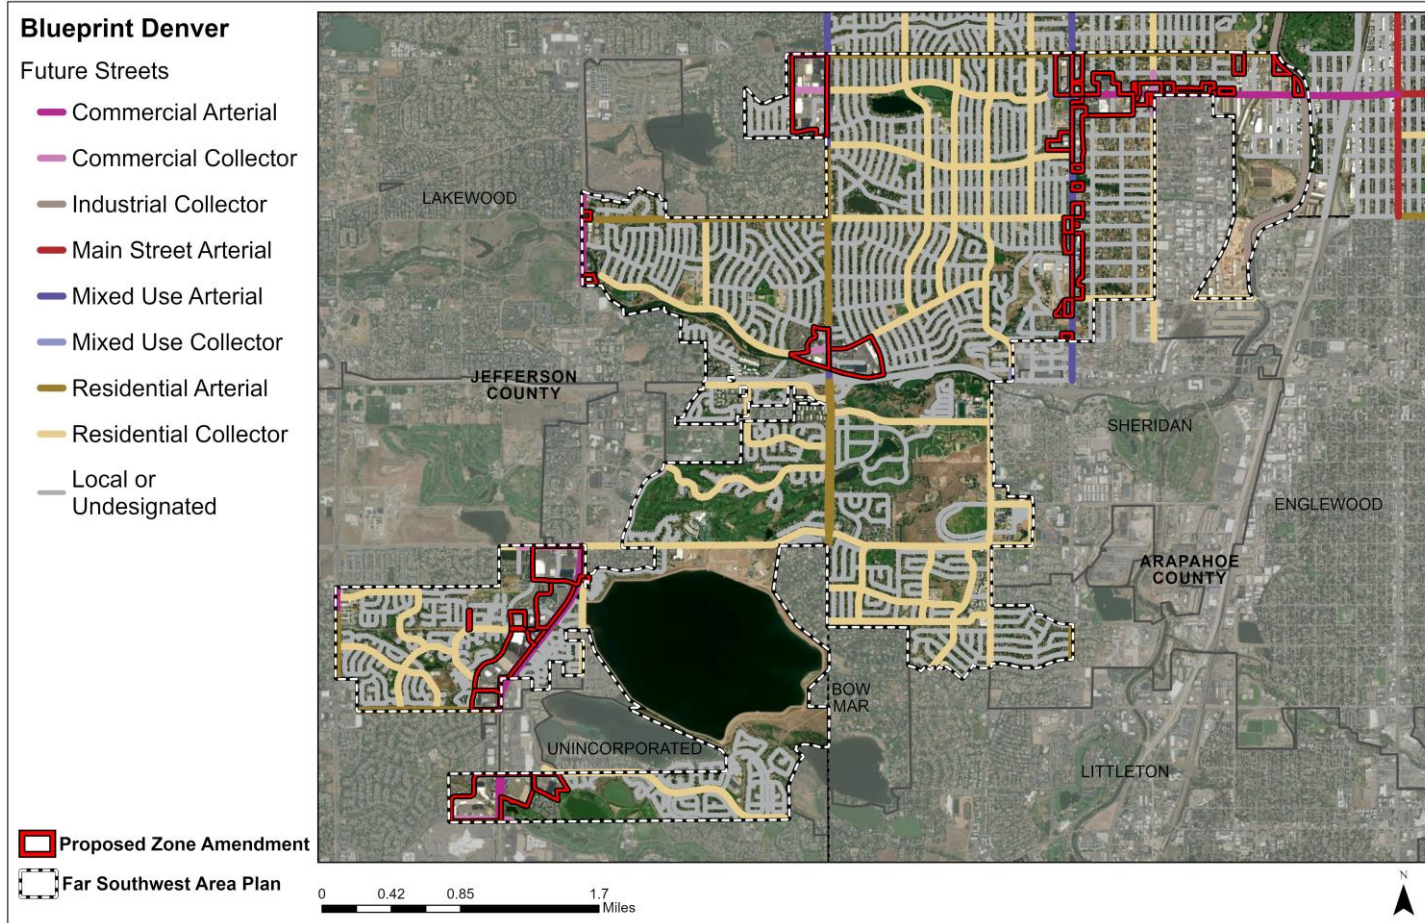 Blueprint Denver
Future Streets
Commercial Arterial
Commercial Collector
Industrial Collector
Main Street Arterial
Mixed Use Arterial
Mixed Use Collector
Residential Arterial
Residential Collector
Local or
Undesignated
Proposed Zone Amendment
Far Southwest Area Plan
LAKEWOOD
JEFFERSON
COUNTY
SHERIDAN
ENGLEWOOD
ARAPAHOE
COUNTY
BOW
MAR
UNINCORPORATED
LITTLETON
0 0.42 0.85 1.7
Miles
N